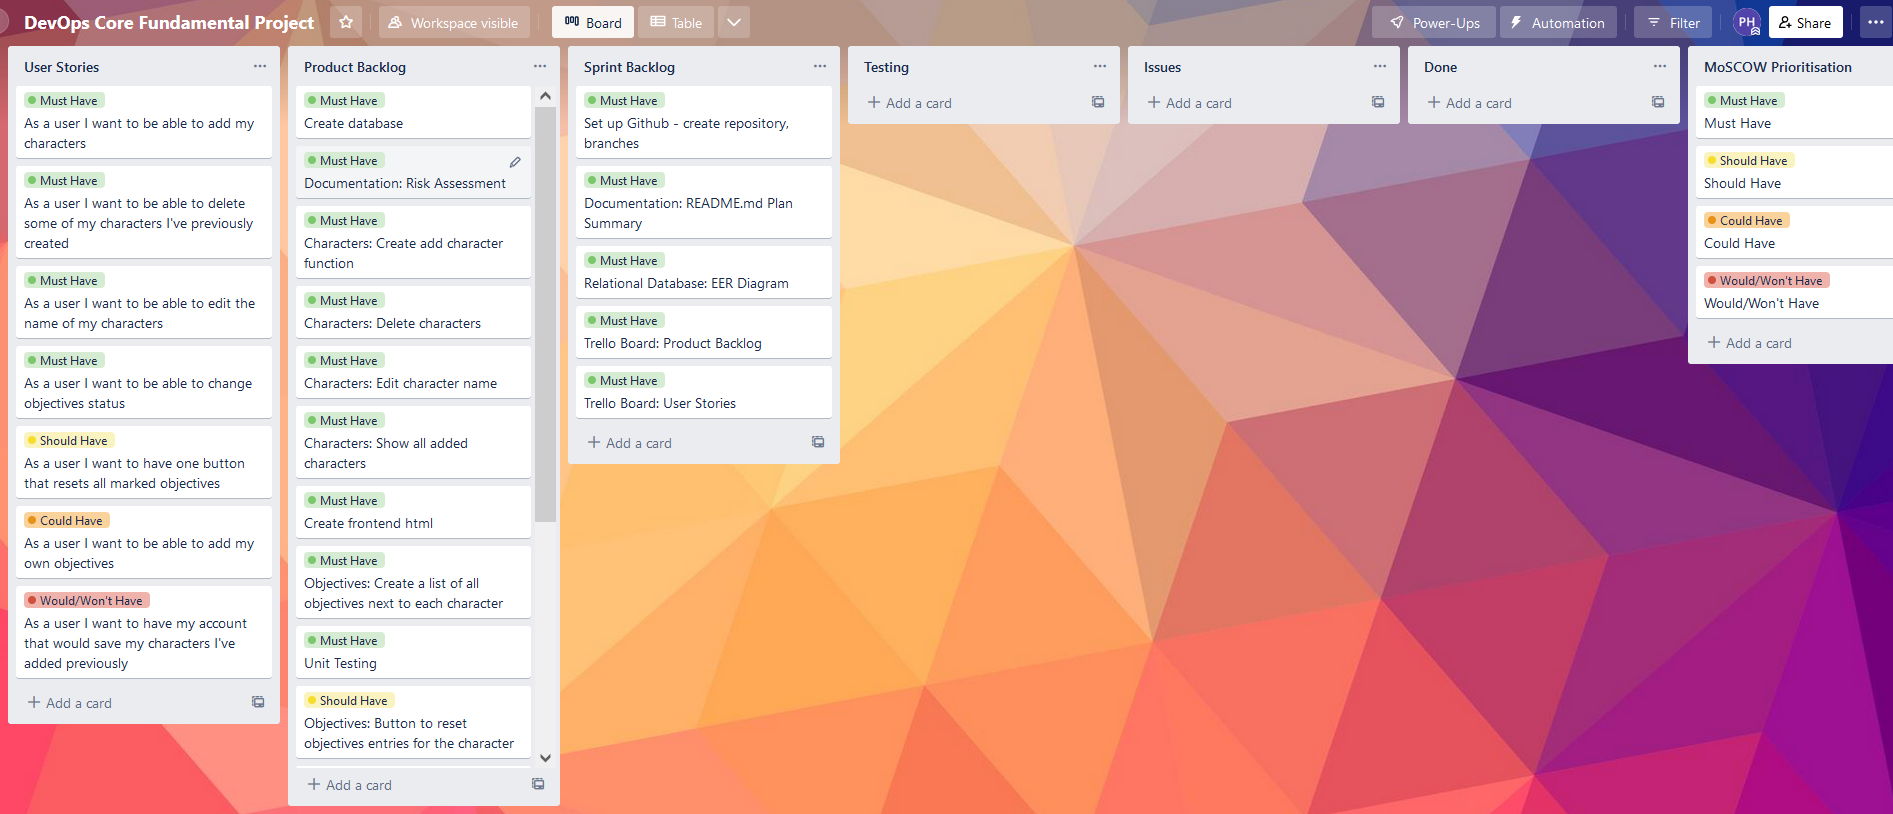 DevOps Core Fundamental Project
Workspace visible
Board
Table
Power-Ups
Automation
Filter
PH
Share
User Stories
Must Have
As a user I want to be able to add my
characters
Must Have
As a user I want to be able to delete
some of my characters I've previously
created
Must Have
As a user I want to be able to edit the
name of my characters
Must Have
As a user I want to be able to change
objectives status
Should Have
As a user I want to have one button
that resets all marked objectives
Could Have
As a user I want to be able to add my
own objectives
Would/Won't Have
As a user I want to have my account
that would save my characters I've
added previously
Add a card
Product Backlog
Must Have
Create database
Must Have
Documentation: Risk Assessment
Must Have
Characters: Create add character
function
Must Have
Characters: Delete characters
Must Have
Characters: Edit character name
Must Have
Characters: Show all added
characters
Must Have
Create frontend html
Must Have
Objectives: Create a list of all
objectives next to each character
Must Have
Unit Testing
Should Have
Objectives: Button to reset
objectives entries for the character
Add a card
Sprint Backlog
Must Have
Set up Github - create repository,
branches
Must Have
Documentation: README.md Plan
Summary
Must Have
Relational Database: EER Diagram
Must Have
Trello Board: Product Backlog
Must Have
Trello Board: User Stories
Add a card
Testing
Add a card
Issues
Add a card
Done
Add a card
MoSCOW Prioritisation
Must Have
Must Have
Should Have
Should Have
Could Have
Could Have
Would/Won't Have
Would/Won't Have
Add a card